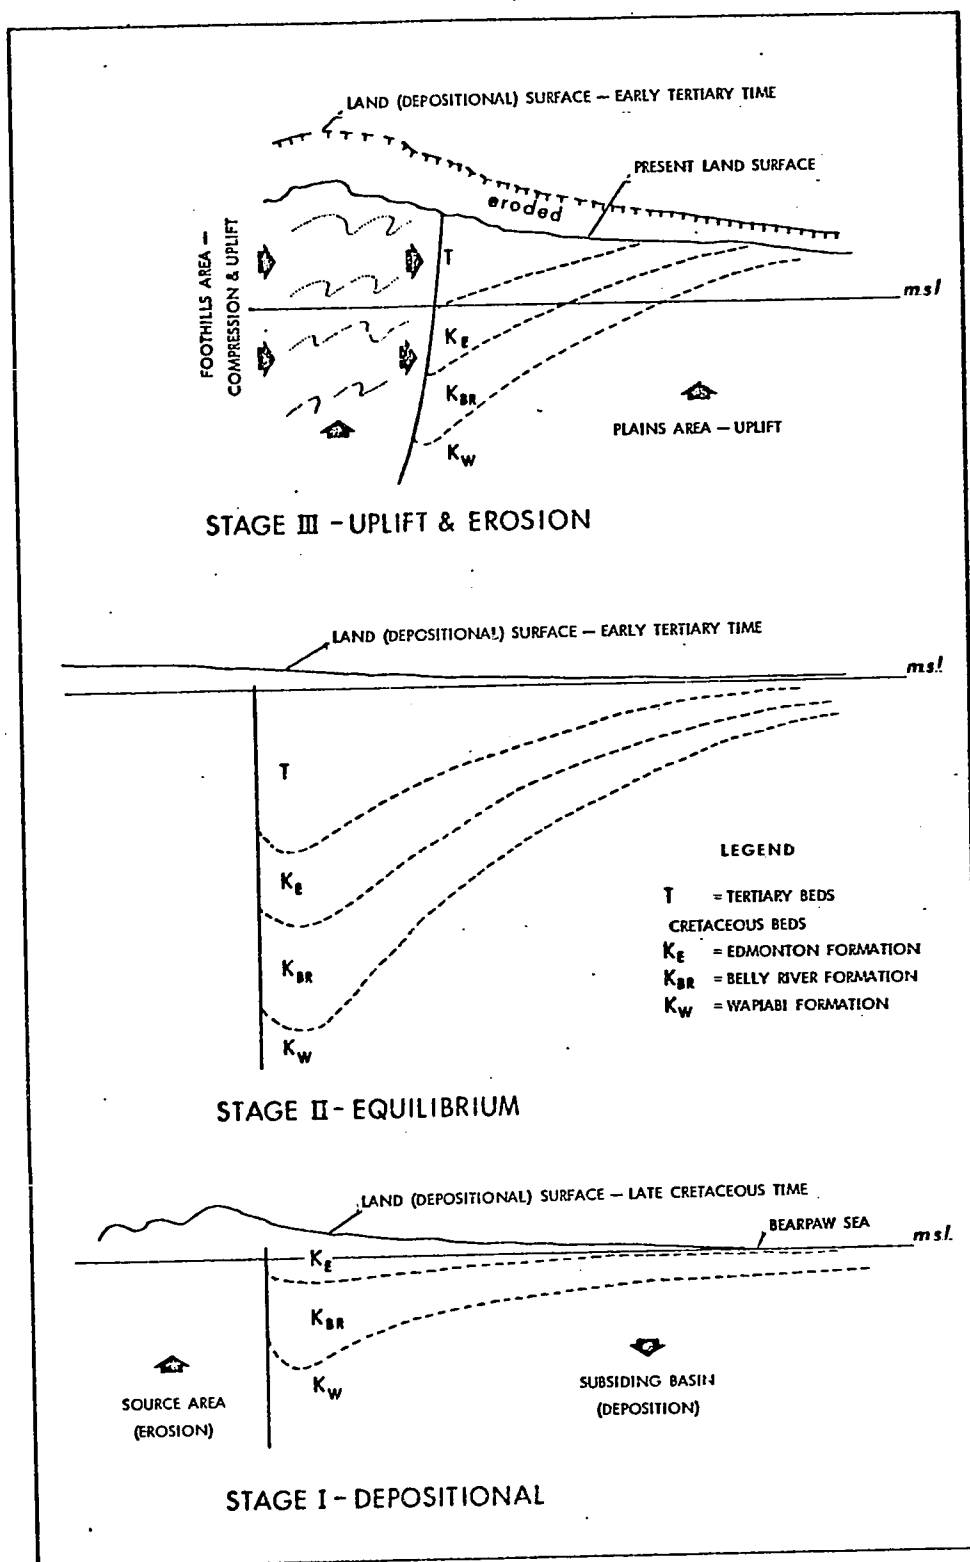 LAND (DEPOSITIONAL) SURFACE — EARLY TERTIARY TIME
PRESENT LAND SURFACE
eroded
FOOTHILLS AREA —
COMPRESSION & UPLIFT
T
msl
KE
KBR
PLAINS AREA — UPLIFT
KW
STAGE III - UPLIFT & EROSION
LAND (DEPOSITIONAL) SURFACE — EARLY TERTIARY TIME
msl.
T
KE
KBR
KW
LEGEND
T = TERTIARY BEDS
CRETACEOUS BEDS
KE = EDMONTON FORMATION
KBR = BELLY RIVER FORMATION
KW = WAPIABI FORMATION
STAGE II - EQUILIBRIUM
LAND (DEPOSITIONAL) SURFACE — LATE CRETACEOUS TIME
BEARPAW SEA
msl.
KE
KBR
KW
SOURCE AREA
(EROSION)
SUBSIDING BASIN
(DEPOSITION)
STAGE I - DEPOSITIONAL